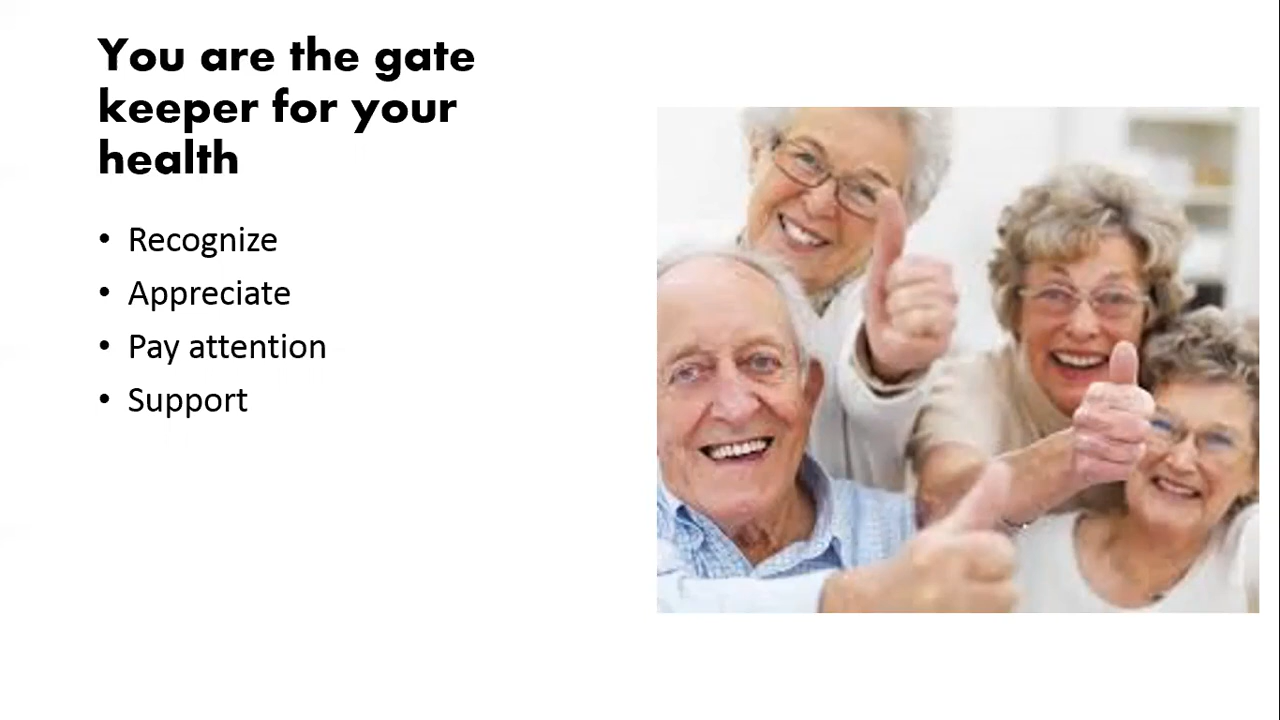 You are the gate
keeper for your
health
• Recognize
• Appreciate
• Pay attention
• Support